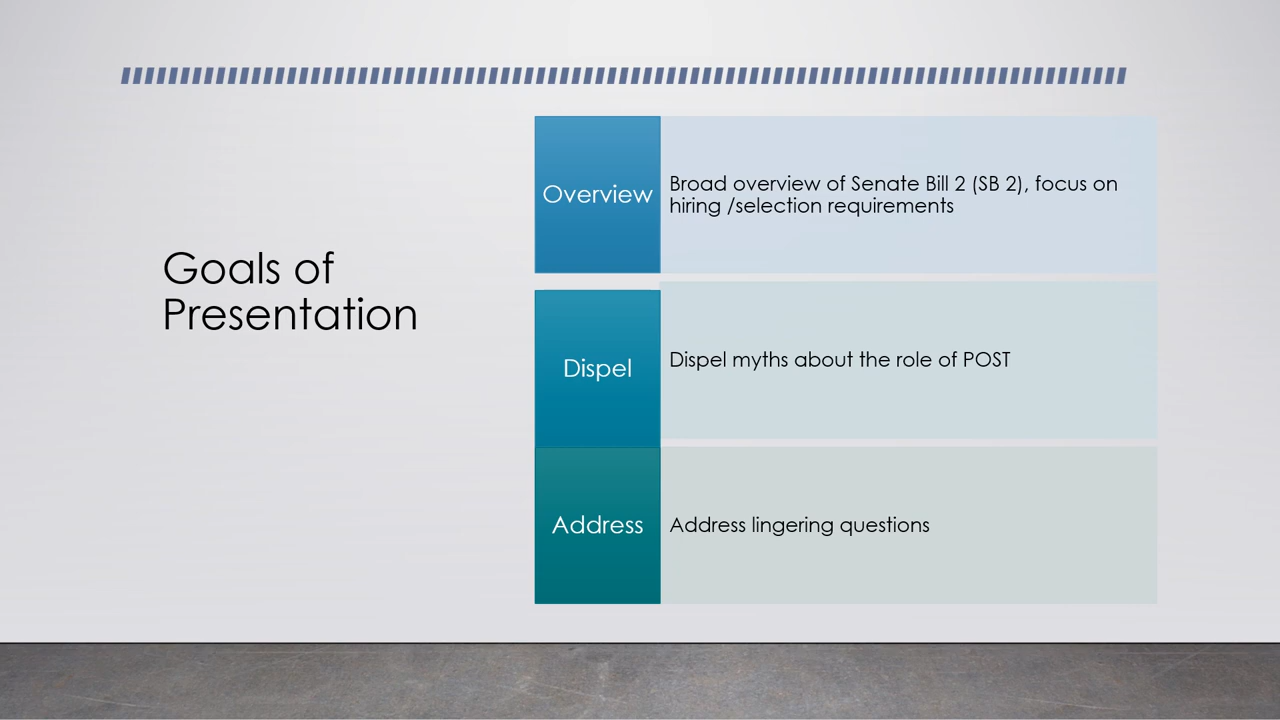 Goals of
Presentation
Overview
Broad overview of Senate Bill 2 (SB 2), focus on
hiring /selection requirements
Dispel
Dispel myths about the role of POST
Address
Address lingering questions